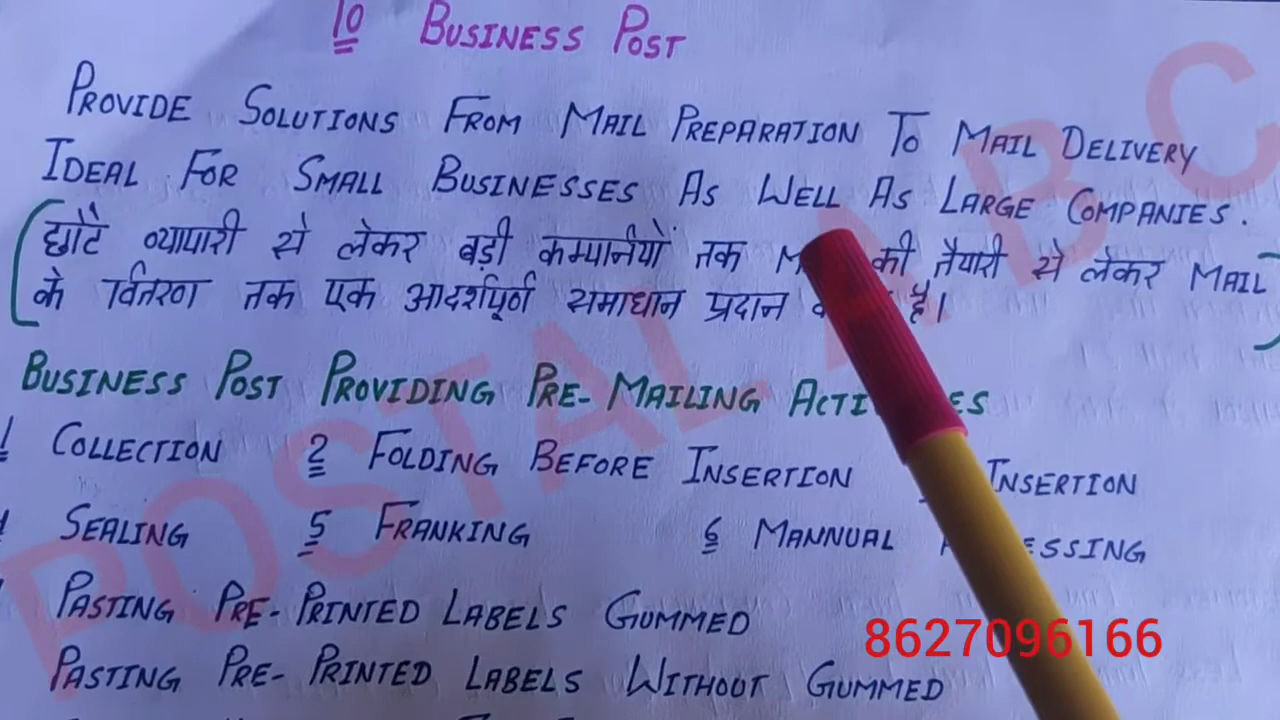 10 BUSINESS POST
PROVIDE SOLUTIONS FROM MAIL PREPARATION TO MAIL DELIVERY
IDEAL FOR SMALL BUSINESSES AS WELL AS LARGE COMPANIES.
(छोटे व्यापारी से लेकर बड़ी कम्पनियों तक की तैयारी से लेकर MAIL
के वितरण तक एक आदर्शपूर्ण समाधान प्रदान है।)
BUSINESS POST PROVIDING PRE-MAILING
1 COLLECTION 2 FOLDING BEFORE INSERTION INSERTION
SEALING 5 FRANKING 6 MANNUAL
PASTING PRE-PRINTED LABELS GUMMED
8627096166
PASTING PRE-PRINTED LABELS WITHOUT GUMMED
POSTAL ABC